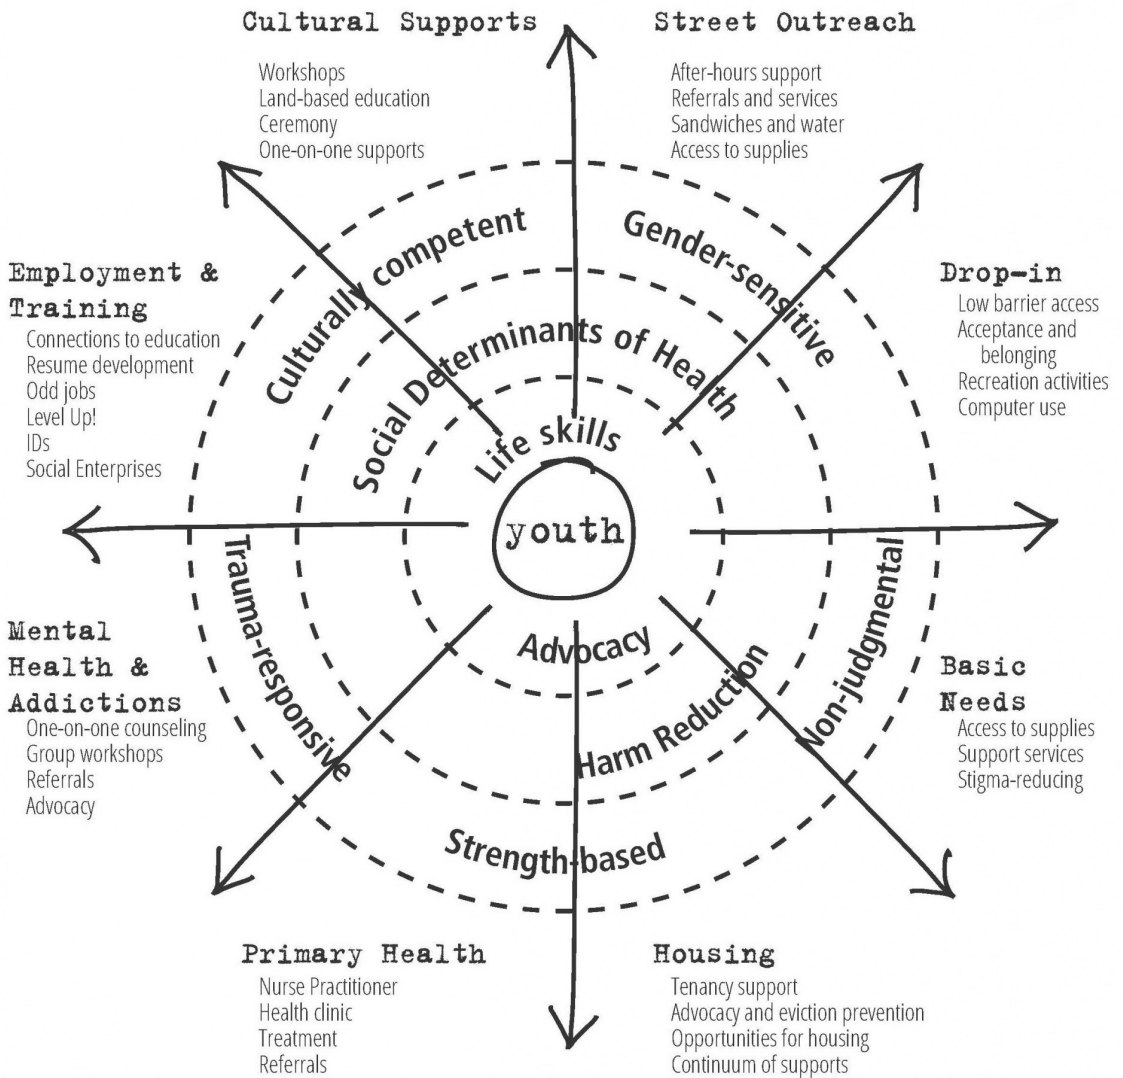 Cultural Supports
Workshops
Land-based education
Ceremony
One-on-one supports
Street Outreach
After-hours support
Referrals and services
Sandwiches and water
Access to supplies
Employment &
Training
Connections to education
Resume development
Odd jobs
Level Up!
IDs
Social Enterprises
Drop-in
Low barrier access
Acceptance and
belonging
Recreation activities
Computer use
Culturally competent
Gender-sensitive
Social Determinants of Health
Life skills
youth
Advocacy
Harm Reduction
Trauma-responsive
Non-judgmental
Strength-based
Mental
Health &
Addictions
One-on-one counseling
Group workshops
Referrals
Advocacy
Basic
Needs
Access to supplies
Support services
Stigma-reducing
Primary Health
Nurse Practitioner
Health clinic
Treatment
Referrals
Housing
Tenancy support
Advocacy and eviction prevention
Opportunities for housing
Continuum of supports